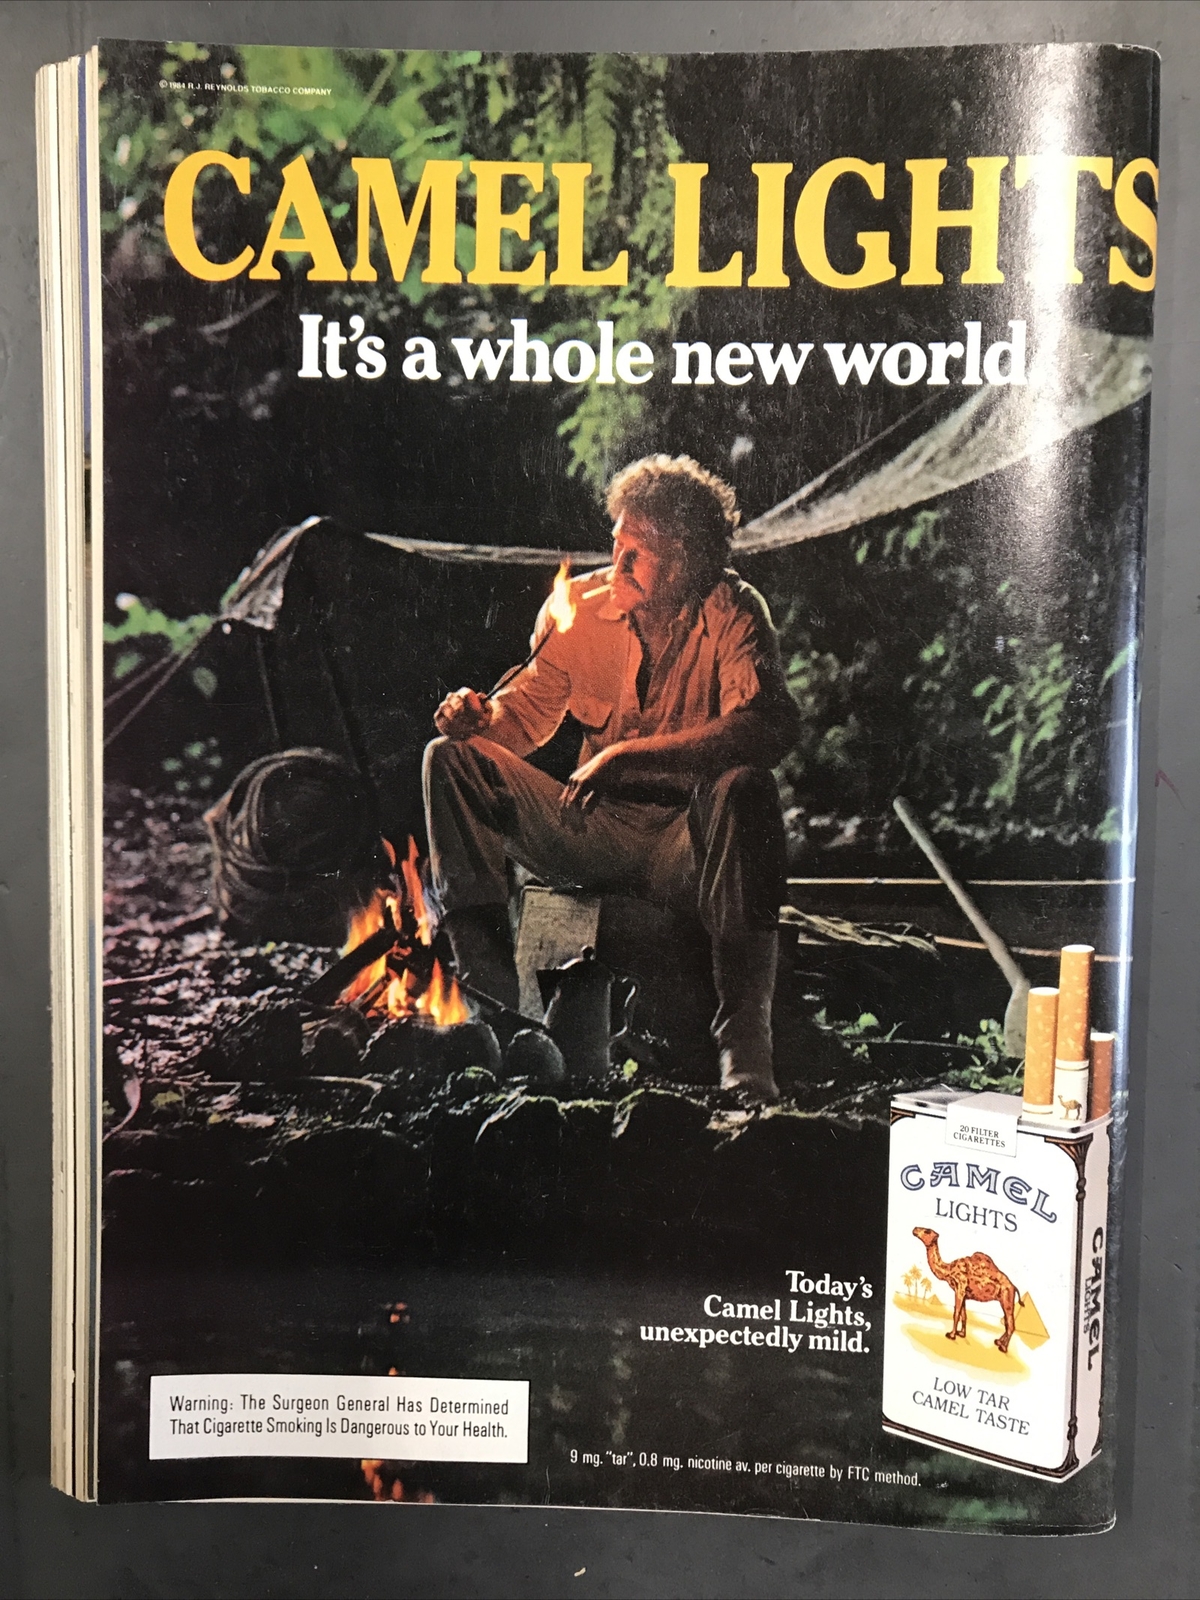 © 1984 R.J. REYNOLDS TOBACCO COMPANY
CAMEL LIGHTS
It's a whole new world.
20 FILTER
CIGARETTES
CAMEL
LIGHTS
CAMEL
LIGHTS
Today's
Camel Lights,
unexpectedly mild.
LOW TAR
CAMEL TASTE
Warning: The Surgeon General Has Determined
That Cigarette Smoking Is Dangerous to Your Health.
9 mg. "tar", 0.8 mg. nicotine av. per cigarette by FTC method.